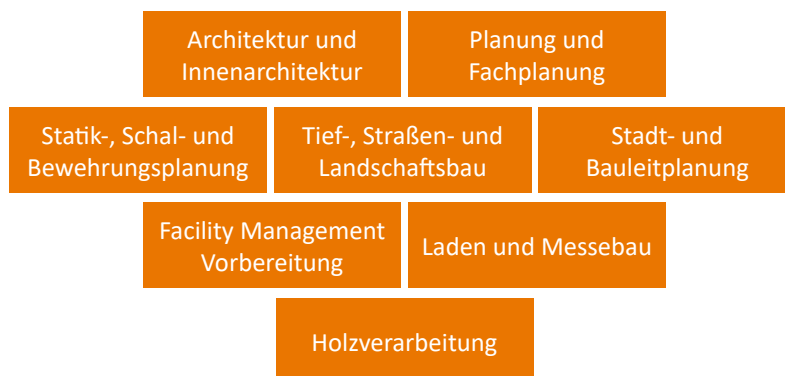 Architektur und
Innenarchitektur
Planung und
Fachplanung
Statik-, Schal- und
Bewehrungsplanung
Tief-, Straßen- und
Landschaftsbau
Stadt- und
Bauleitplanung
Facility Management
Vorbereitung
Laden und Messebau
Holzverarbeitung